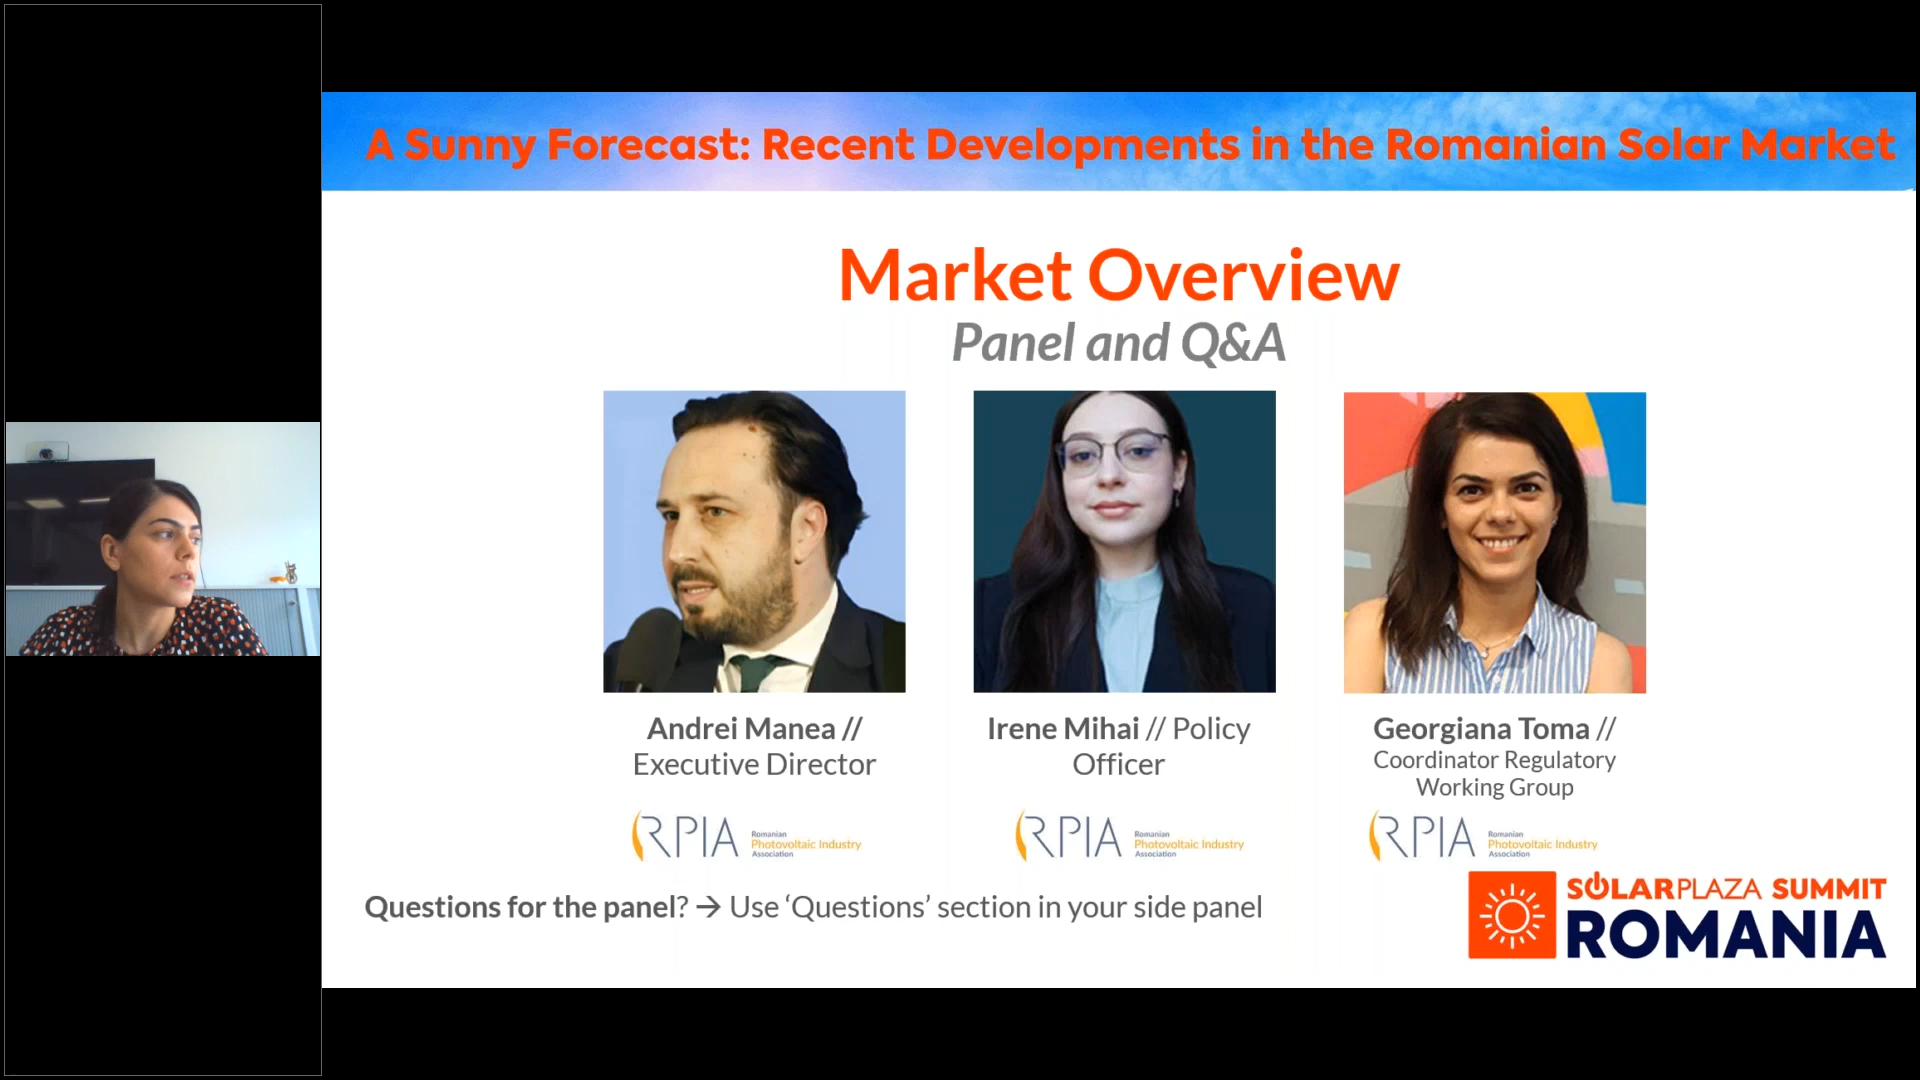 A Sunny Forecast: Recent Developments in the Romanian Solar Market
Market Overview
Panel and Q&A
Andrei Manea //
Executive Director
RPIA Romanian
Photovoltaic Industry
Association
Irene Mihai // Policy
Officer
RPIA Romanian
Photovoltaic Industry
Association
Georgiana Toma //
Coordinator Regulatory
Working Group
RPIA Romanian
Photovoltaic Industry
Association
Questions for the panel? → Use ‘Questions’ section in your side panel
SOLARPLAZA SUMMIT
ROMANIA